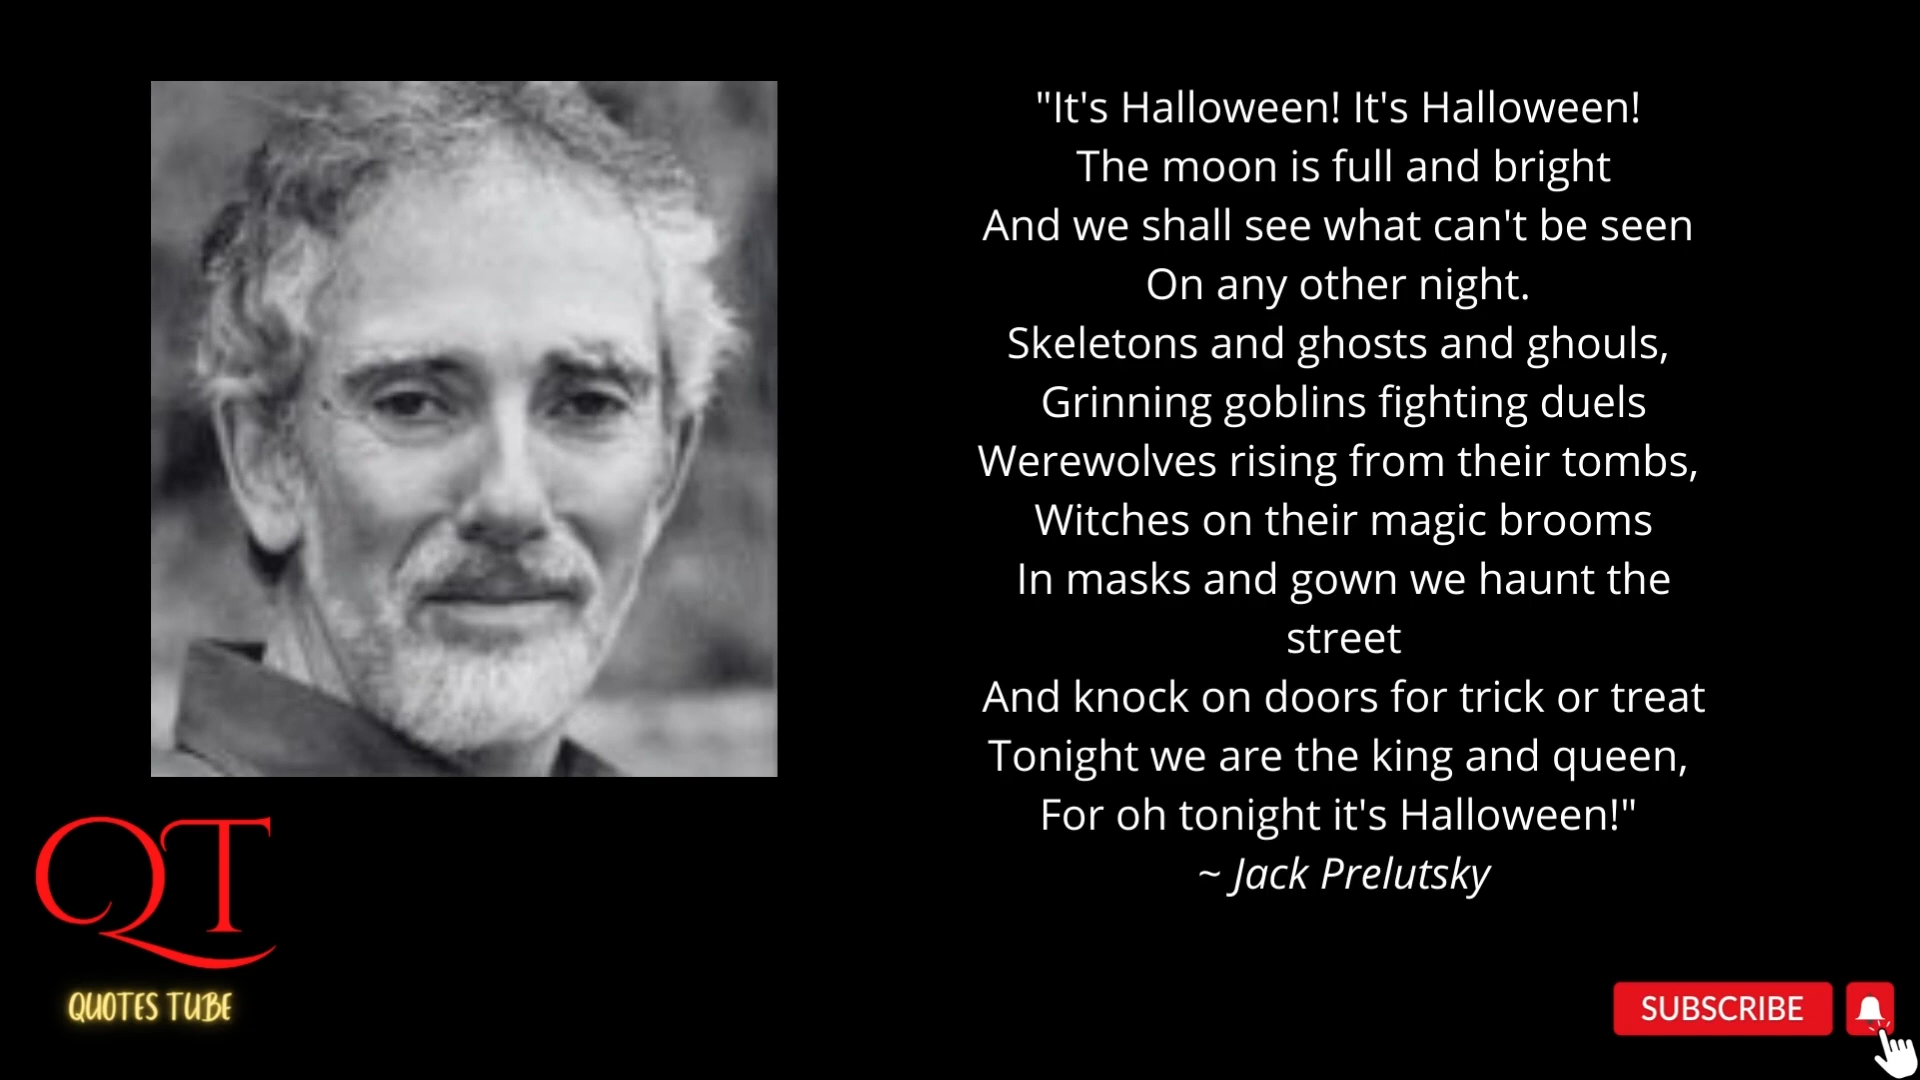 "It's Halloween! It's Halloween!
The moon is full and bright
And we shall see what can't be seen
On any other night.
Skeletons and ghosts and ghouls,
Grinning goblins fighting duels
Werewolves rising from their tombs,
Witches on their magic brooms
In masks and gown we haunt the
street
And knock on doors for trick or treat
Tonight we are the king and queen,
For oh tonight it's Halloween!"
~ Jack Prelutsky
QT
QUOTES TUBE
SUBSCRIBE